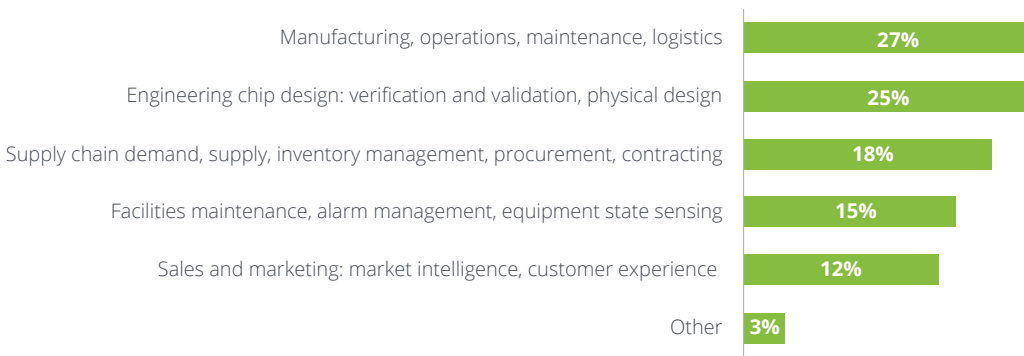 Manufacturing, operations, maintenance, logistics 27%
Engineering chip design: verification and validation, physical design 25%
Supply chain demand, supply, inventory management, procurement, contracting 18%
Facilities maintenance, alarm management, equipment state sensing 15%
Sales and marketing: market intelligence, customer experience 12%
Other 3%